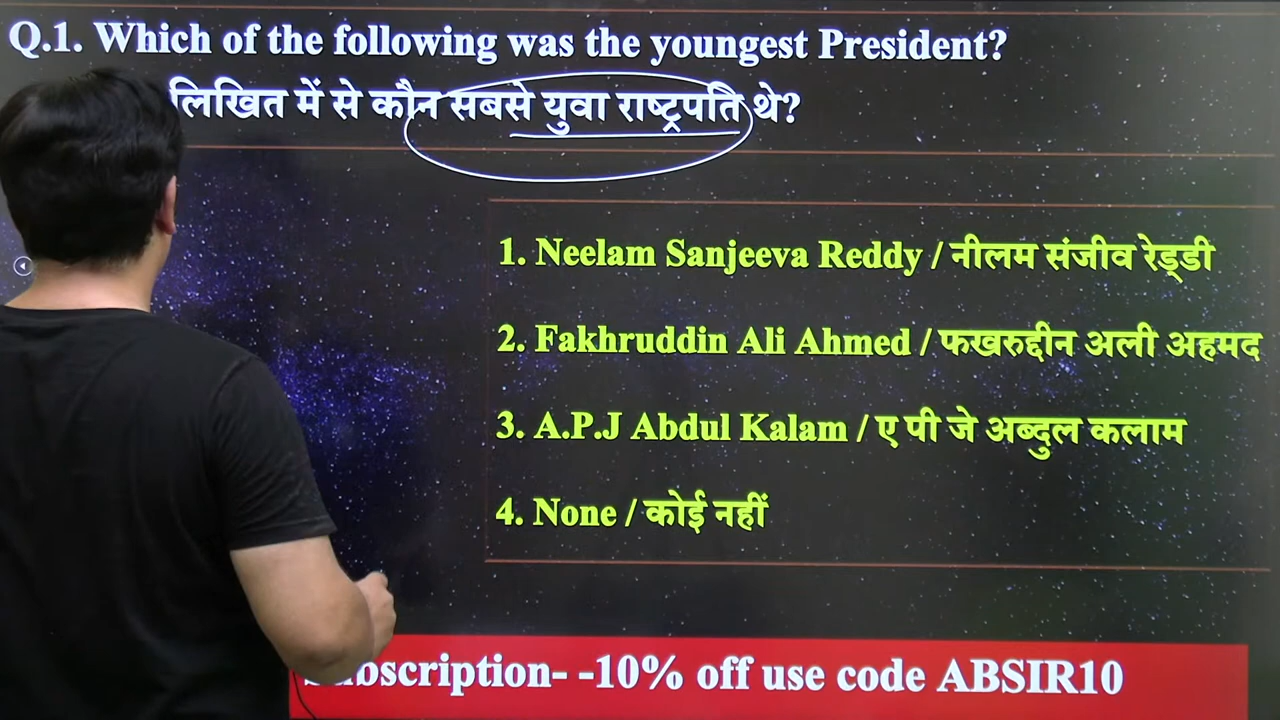 Q.1. Which of the following was the youngest President?
लिखित में से कौन सबसे युवा राष्ट्रपति थे?
1. Neelam Sanjeeva Reddy / नीलम संजीव रेड्डी
2. Fakhruddin Ali Ahmed / फखरुद्दीन अली अहमद
3. A.P.J Abdul Kalam / ए पी जे अब्दुल कलाम
4. None / कोई नहीं
- -10% off use code ABSIR10